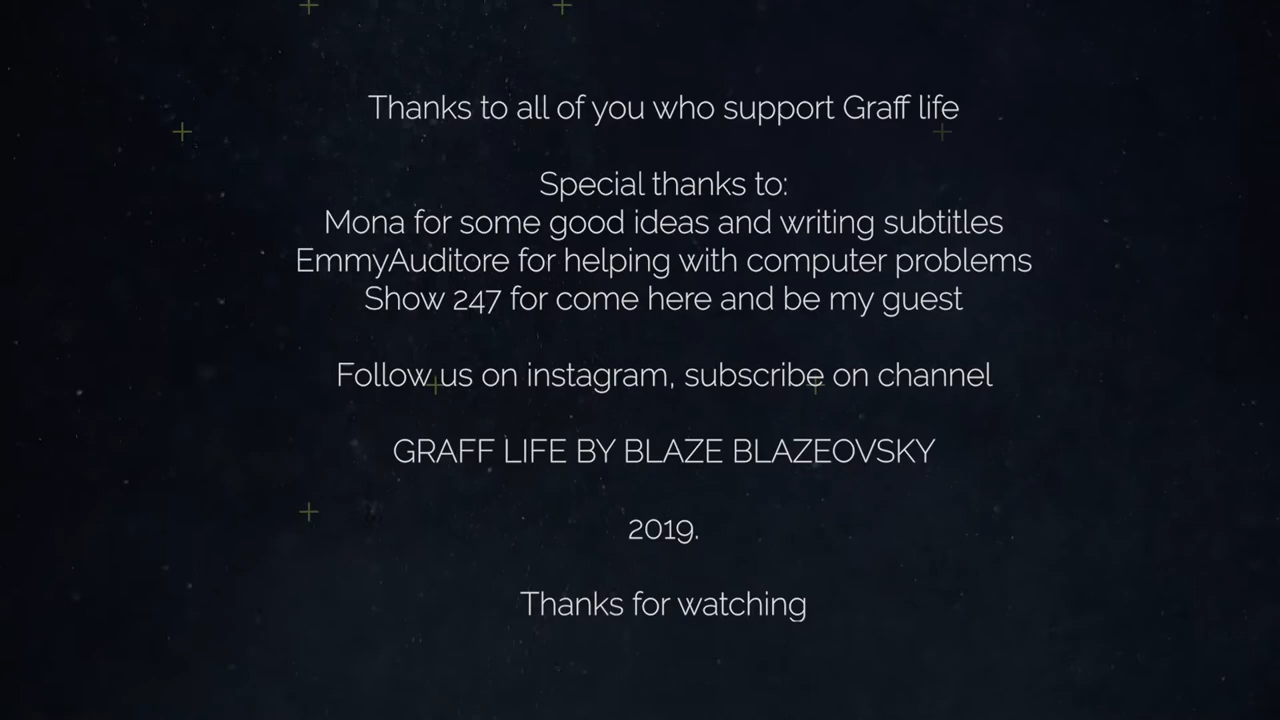 Thanks to all of you who support Graff life
Special thanks to:
Mona for some good ideas and writing subtitles
EmmyAuditore for helping with computer problems
Show 247 for come here and be my guest
Follow us on instagram, subscribe on channel
GRAFF LIFE BY BLAZE BLAZEOVSKY
2019.
Thanks for watching